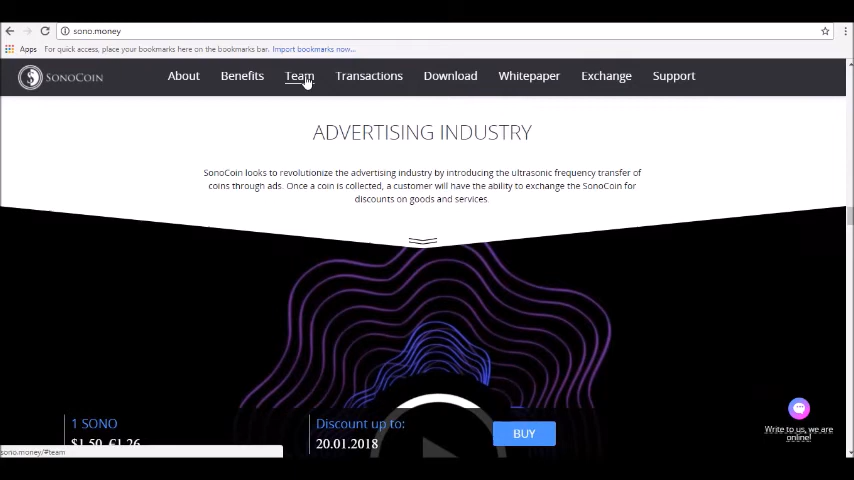 sono.money
Apps For quick access, place your bookmarks here on the bookmarks bar. Import bookmarks now...
SONOCOIN About Benefits Team Transactions Download Whitepaper Exchange Support
ADVERTISING INDUSTRY
SonoCoin looks to revolutionize the advertising industry by introducing the ultrasonic frequency transfer of
coins through ads. Once a coin is collected, a customer will have the ability to exchange the SonoCoin for
discounts on goods and services.
1 SONO
$1.50 €1.26
Discount up to:
20.01.2018
BUY
Write to us, we are
online!
sono.money/#team